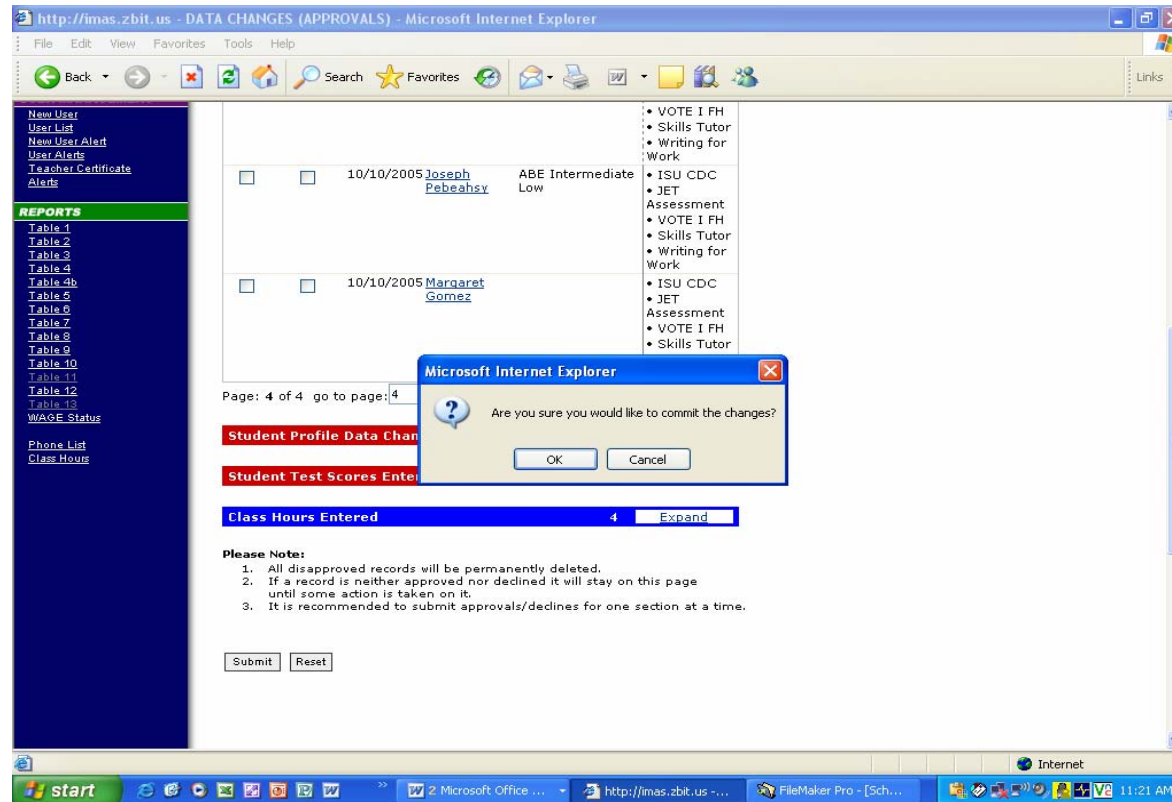 http://imas.zbit.us - DATA CHANGES (APPROVALS) - Microsoft Internet Explorer
File Edit View Favorites Tools Help
Back Search Favorites Links
New User
User List
New User Alert
User Alerts
Teacher Certificate
Alerts
REPORTS
Table 1
Table 2
Table 3
Table 4
Table 4b
Table 5
Table 6
Table 7
Table 8
Table 9
Table 10
Table 11
Table 12
Table 13
WAGE Status
Phone List
Class Hours
• VOTE I FH
• Skills Tutor
• Writing for
Work
10/10/2005 Joseph Pebeahsy ABE Intermediate Low
• ISU CDC
• JET
Assessment
• VOTE I FH
• Skills Tutor
• Writing for
Work
10/10/2005 Margaret Gomez
• ISU CDC
• JET
Assessment
• VOTE I FH
• Skills Tutor
Page: 4 of 4 go to page: 4
Microsoft Internet Explorer
Are you sure you would like to commit the changes?
OK Cancel
Student Profile Data Chan
Student Test Scores Enter
Class Hours Entered 4 Expand
Please Note:
1. All disapproved records will be permanently deleted.
2. If a record is neither approved nor declined it will stay on this page
until some action is taken on it.
3. It is recommended to submit approvals/declines for one section at a time.
Submit Reset
Internet
start 2 Microsoft Office ... http://imas.zbit.us -... FileMaker Pro - [Sch... V2 11:21 AM